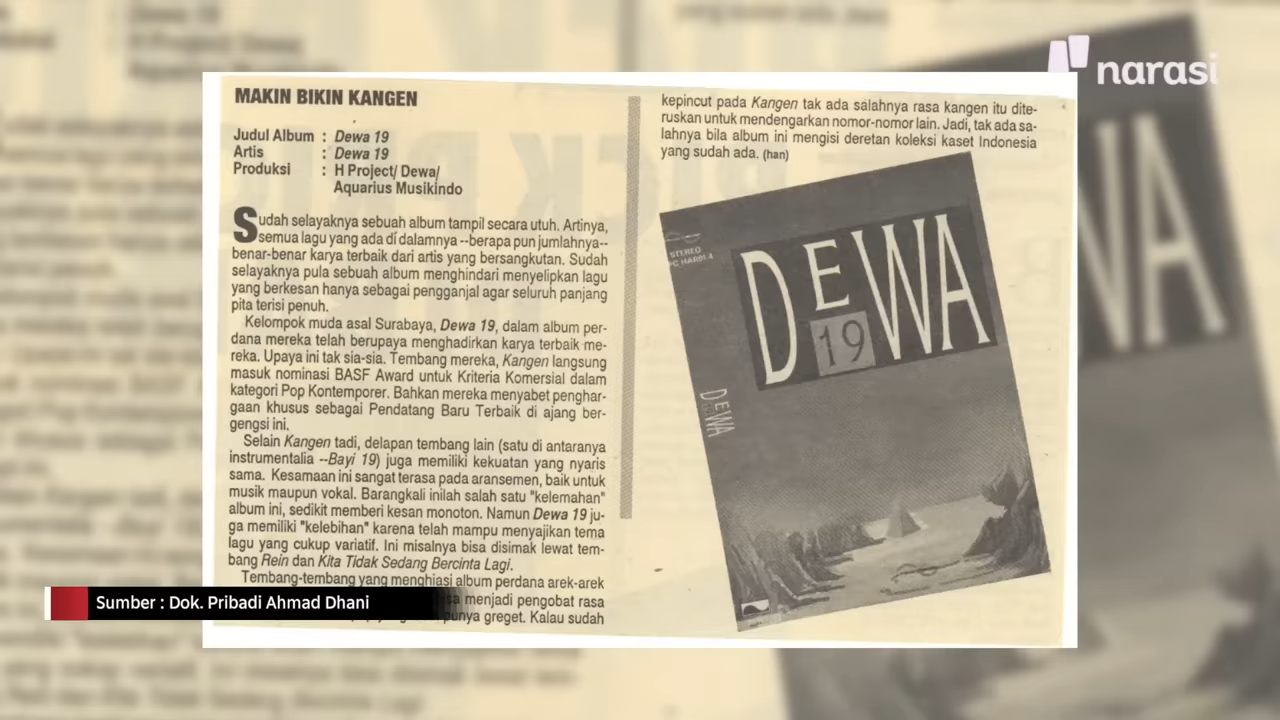 narasi
MAKIN BIKIN KANGEN
Judul Album : Dewa 19
Artis : Dewa 19
Produksi : H Project/ Dewa/
Aquarius Musikindo
Sudah selayaknya sebuah album tampil secara utuh. Artinya,
semua lagu yang ada di dalamnya --berapa pun jumlahnya--
benar-benar karya terbaik dari artis yang bersangkutan. Sudah
selayaknya pula sebuah album menghindari menyelipkan lagu
yang berkesan hanya sebagai pengganjal agar seluruh panjang
pita terisi penuh.
Kelompok muda asal Surabaya, Dewa 19, dalam album per-
dana mereka telah berupaya menghadirkan karya terbaik me-
reka. Upaya ini tak sia-sia. Tembang mereka, Kangen langsung
masuk nominasi BASF Award untuk Kriteria Komersial dalam
kategori Pop Kontemporer. Bahkan mereka menyabet penghar-
gaan khusus sebagai Pendatang Baru Terbaik di ajang ber-
gengsi ini.
Selain Kangen tadi, delapan tembang lain (satu di antaranya
instrumentalia --Bayi 19) juga memiliki kekuatan yang nyaris
sama. Kesamaan ini sangat terasa pada aransemen, baik untuk
musik maupun vokal. Barangkali inilah salah satu "kelemahan"
album ini, sedikit memberi kesan monoton. Namun Dewa 19 ju-
ga memiliki "kelebihan" karena telah mampu menyajikan tema
lagu yang cukup variatif. Ini misalnya bisa disimak lewat tem-
bang Rein dan Kita Tidak Sedang Bercinta Lagi.
Tembang-tembang yang menghiasi album perdana arek-arek
menjadi pengobat rasa
punya greget. Kalau sudah
kepincut pada Kangen tak ada salahnya rasa kangen itu dite-
ruskan untuk mendengarkan nomor-nomor lain. Jadi, tak ada sa-
lahnya bila album ini mengisi deretan koleksi kaset Indonesia
yang sudah ada. (han)
STEREO
DEWA
19
DEWA
Sumber : Dok. Pribadi Ahmad Dhani